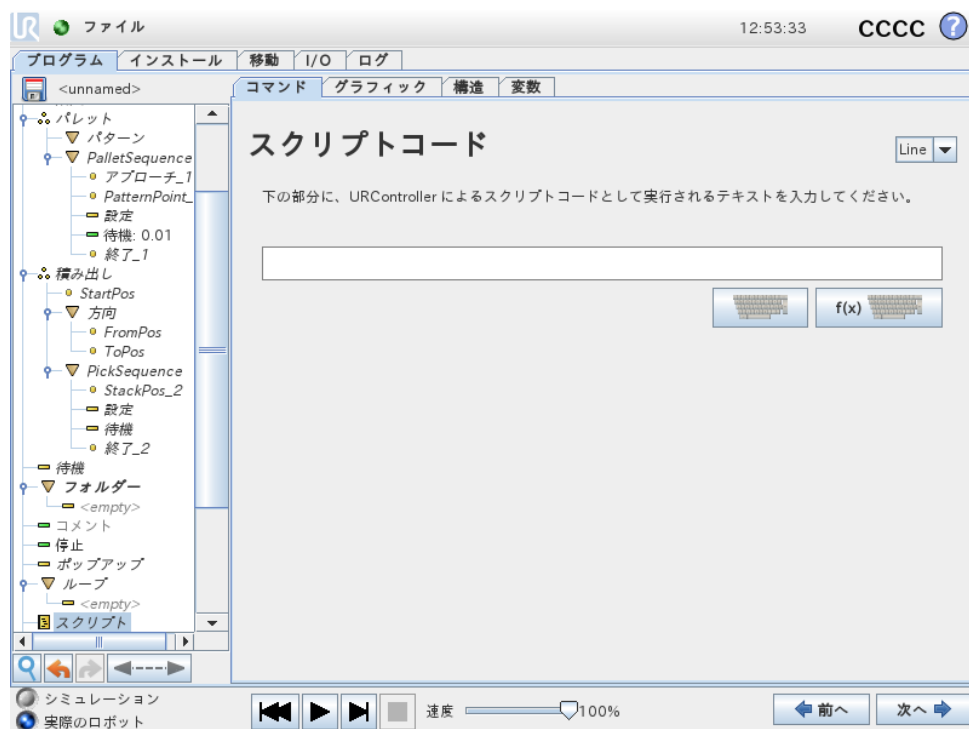 UR ファイル 12:53:33 CCCC ?
プログラム インストール 移動 I/O ログ
<unnamed>
コマンド グラフィック 構造 変数
パレット
パターン
PalletSequence
アプローチ_1
PatternPoint_
設定
待機: 0.01
終了_1
積み出し
StartPos
方向
FromPos
ToPos
PickSequence
StackPos_2
設定
待機
終了_2
待機
フォルダー
<empty>
コメント
停止
ポップアップ
ループ
<empty>
スクリプト
スクリプトコード
Line
下の部分に、URController によるスクリプトコードとして実行されるテキストを入力してください。
f(x)
シミュレーション
実際のロボット
速度 100%
前へ 次へ